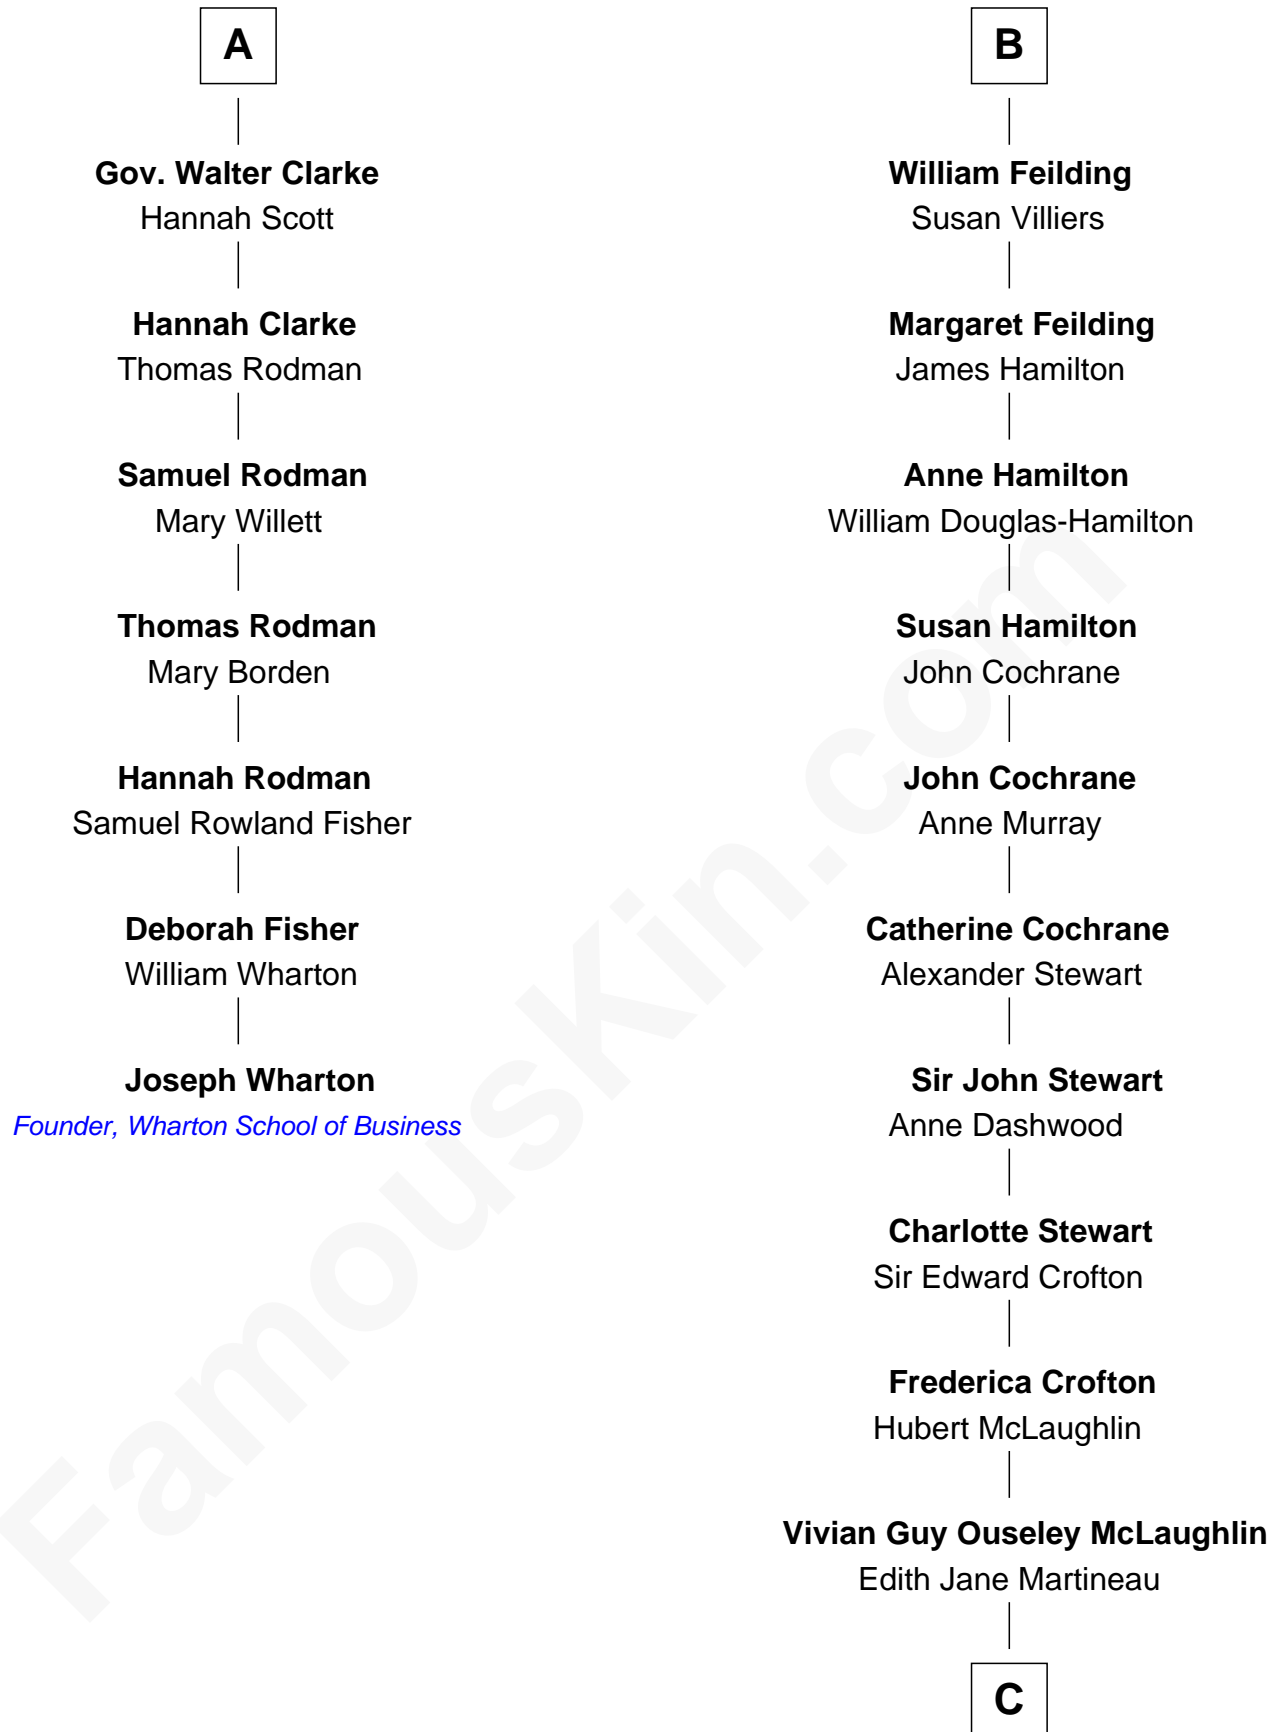 A
Gov. Walter Clarke
Hannah Scott
Hannah Clarke
Thomas Rodman
Samuel Rodman
Mary Willett
Thomas Rodman
Mary Borden
Hannah Rodman
Samuel Rowland Fisher
Deborah Fisher
William Wharton
Joseph Wharton
Founder, Wharton School of Business
B
William Feilding
Susan Villiers
Margaret Feilding
James Hamilton
Anne Hamilton
William Douglas-Hamilton
Susan Hamilton
John Cochrane
John Cochrane
Anne Murray
Catherine Cochrane
Alexander Stewart
Sir John Stewart
Anne Dashwood
Charlotte Stewart
Sir Edward Crofton
Frederica Crofton
Hubert McLaughlin
Vivian Guy Ouseley McLaughlin
Edith Jane Martineau
C
FamousKin.com